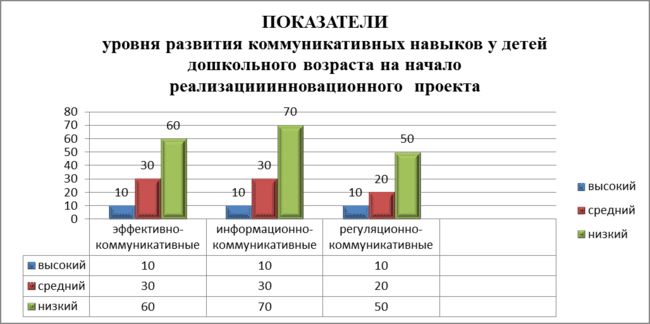 ПОКАЗАТЕЛИ
уровня развития коммуникативных навыков у детей
дошкольного возраста на начало
реализациииинновационного проекта
80
70
60
50
40
30
20
10
0
10 30 60
10 30 70
10 20 50
высокий
средний
низкий
эффективно-коммуникативные
информационно-коммуникативные
регуляционно-коммуникативные
высокий 10 10 10
средний 30 30 20
низкий 60 70 50